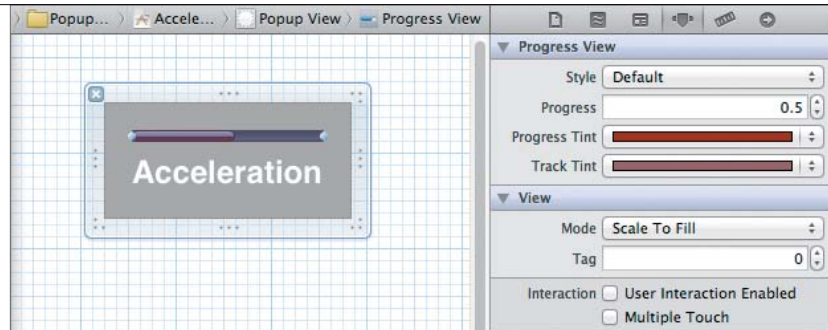 Popup... Accele... Popup View Progress View
Acceleration
Progress View
Style Default
Progress 0.5
Progress Tint
Track Tint
View
Mode Scale To Fill
Tag 0
Interaction User Interaction Enabled
Multiple Touch